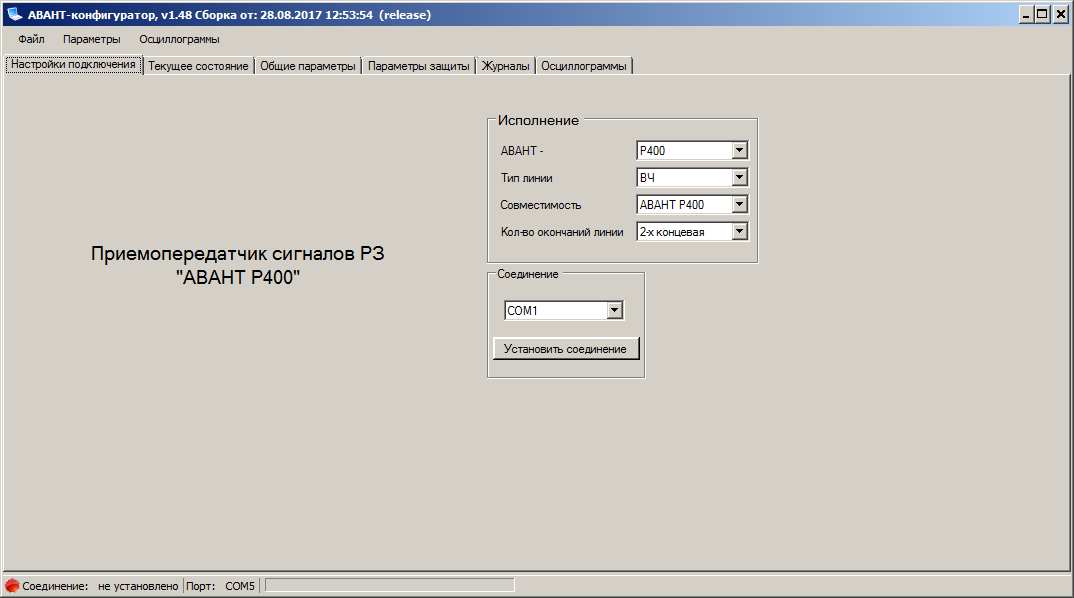 АВАНТ-конфигуратор, v1.48 Сборка от: 28.08.2017 12:53:54 (release)
Файл Параметры Осциллограммы
Настройки подключения Текущее состояние Общие параметры Параметры защиты Журналы Осциллограммы
Исполнение
АВАНТ - Р400
Тип линии ВЧ
Совместимость АВАНТ Р400
Кол-во окончаний линии 2-х концевая
Приемопередатчик сигналов РЗ
"АВАНТ Р400"
Соединение
COM1
Установить соединение
Соединение: не установлено Порт: COM5